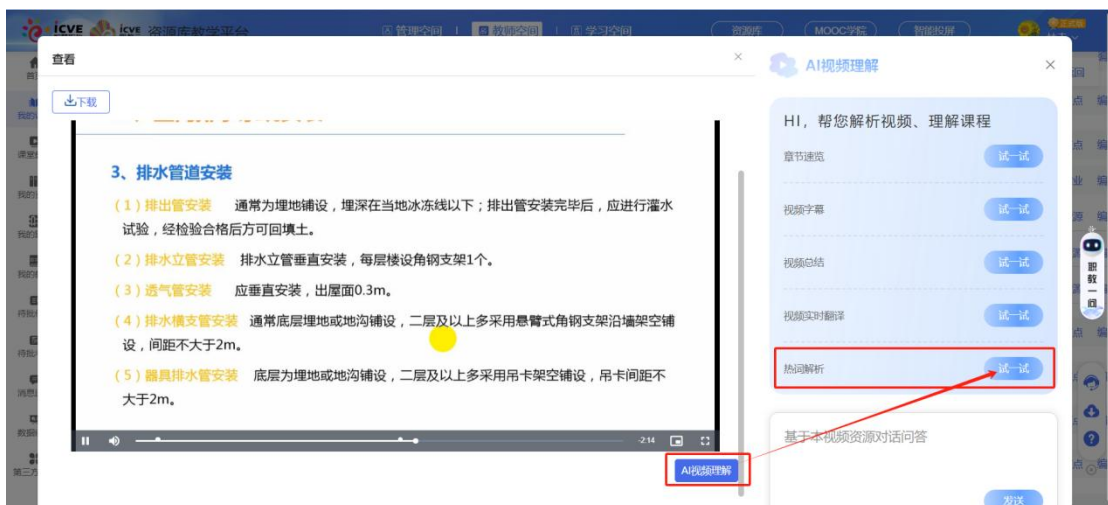 icve icve 资源库教学平台 管理空间 教师空间 学习空间 资源库 MOOC学院 智能投屏
查看
下载
3、排水管道安装
（1）排出管安装 通常为埋地铺设，埋深在当地冰冻线以下；排出管安装完毕后，应进行灌水
试验，经检验合格后方可回填土。
（2）排水立管安装 排水立管垂直安装，每层楼设角钢支架1个。
（3）透气管安装 应垂直安装，出屋面0.3m。
（4）排水横支管安装 通常底层埋地或地沟铺设，二层及以上多采用悬臂式角钢支架沿墙架空铺
设，间距不大于2m。
（5）器具排水管安装 底层为埋地或地沟铺设，二层及以上多采用吊卡架空铺设，吊卡间距不
大于2m。
-2:14
AI视频理解
AI视频理解
HI，帮您解析视频、理解课程
章节速览 试一试
视频字幕 试一试
视频总结 试一试
视频实时翻译 试一试
热词解析 试一试
基于本视频资源对话问答
发送
职教一问